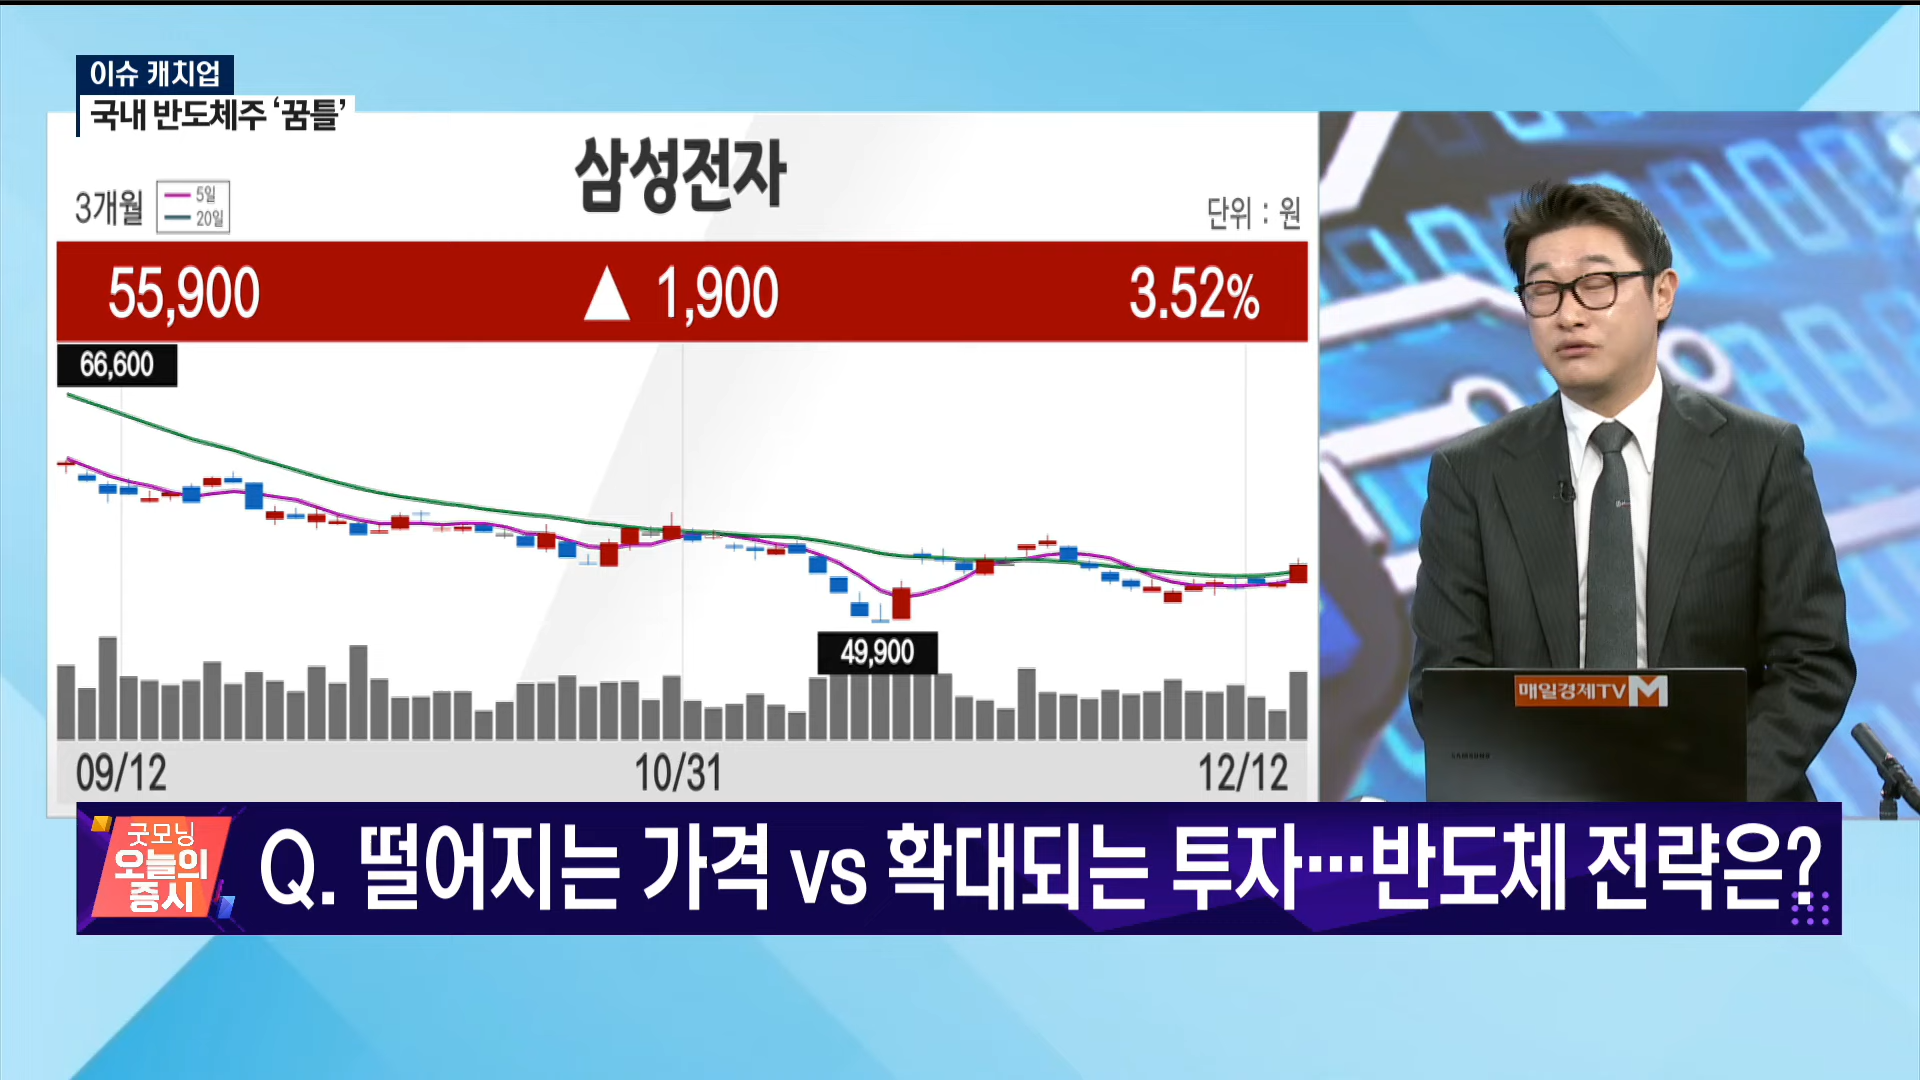 이슈 캐치업
국내 반도체주 ‘꿈틀’
삼성전자
3개월
5일
20일
단위 : 원
55,900 ▲ 1,900 3.52%
66,600
49,900
09/12 10/31 12/12
매일경제TV M
SAMSUNG
굿모닝
오늘의
증시
Q. 떨어지는 가격 vs 확대되는 투자…반도체 전략은?